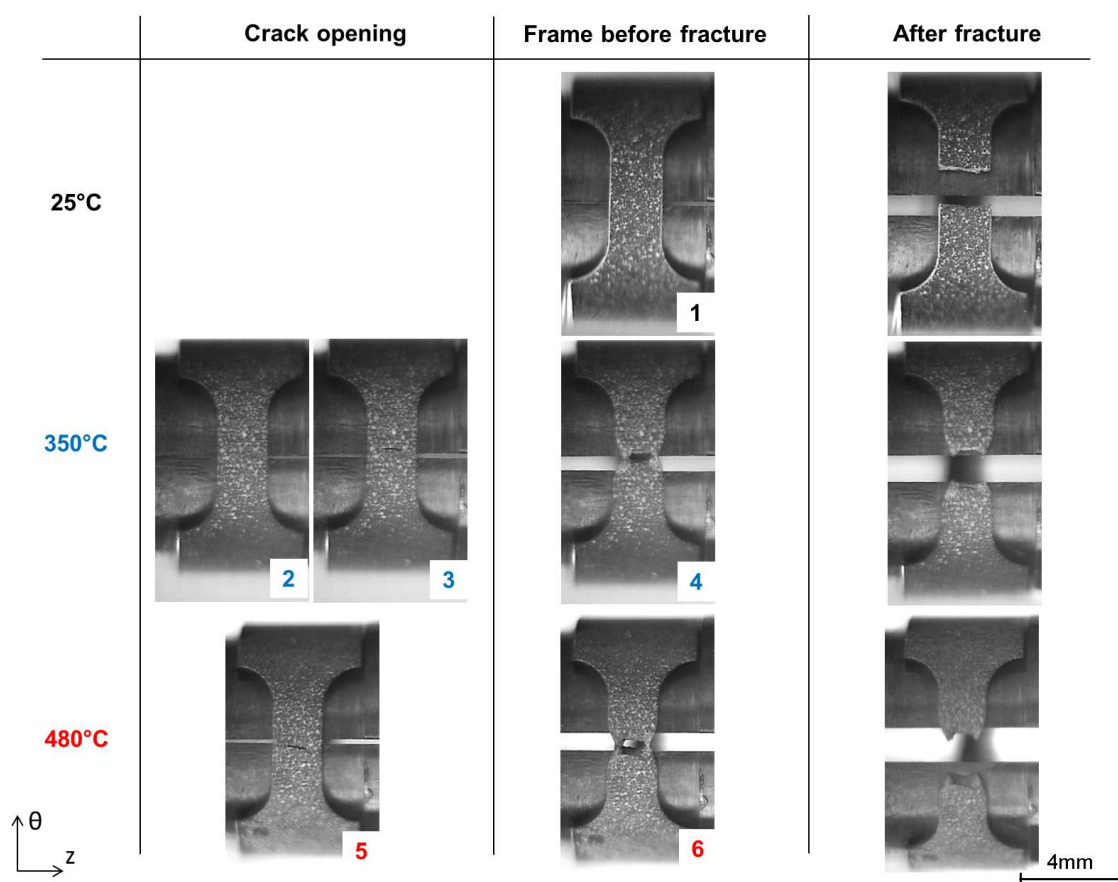 Crack opening
Frame before fracture
After fracture
25°C
1
350°C
2
3
4
480°C
5
6
θ
z
4mm